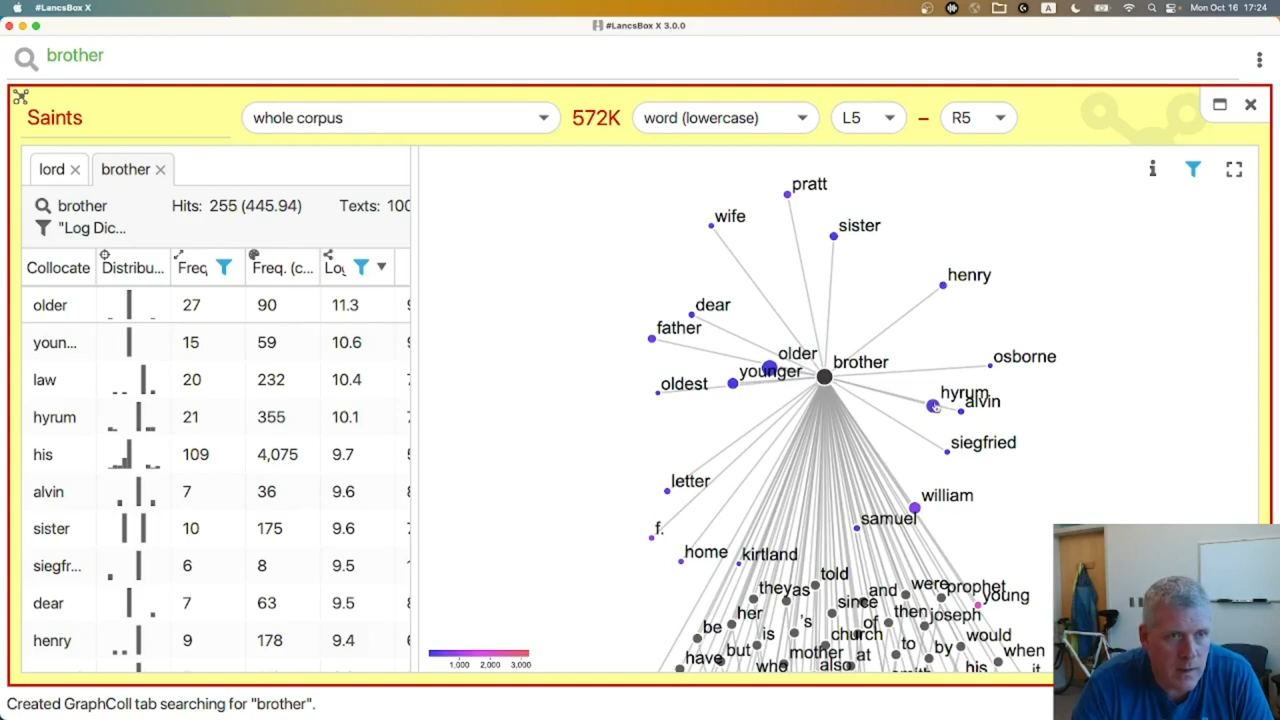 #LancsBox X
A
Mon Oct 16 17:24
#LancsBox X 3.0.0
brother
Saints
whole corpus
572K
word (lowercase)
L5
–
R5
lord
brother
brother Hits: 255 (445.94) Texts: 100
"Log Dic...
Collocate Distribu... Freq Freq. (c... Log
older 27 90 11.3
youn... 15 59 10.6
law 20 232 10.4
hyrum 21 355 10.1
his 109 4,075 9.7
alvin 7 36 9.6
sister 10 175 9.6
siegfr... 6 8 9.5
dear 7 63 9.5
henry 9 178 9.4
pratt
wife
sister
henry
dear
father
older
brother
osborne
younger
oldest
hyrum
alvin
siegfried
letter
william
samuel
f.
home
kirtland
told
they
as
and
were
prophet
young
since
her
's
of
then
joseph
be
is
church
to
by
would
have
but
mother
at
when
who
also
smith
his
it
1,000 2,000 3,000
Created GraphColl tab searching for "brother".